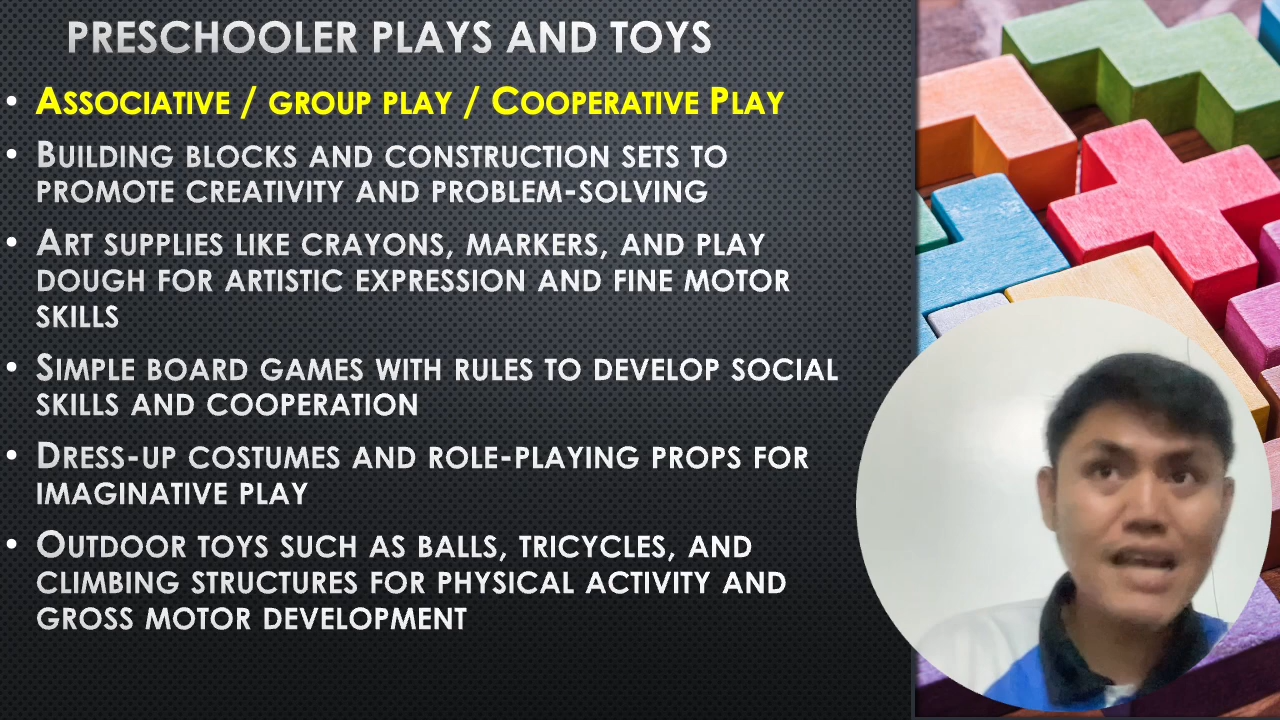 PRESCHOOLER PLAYS AND TOYS
• ASSOCIATIVE / GROUP PLAY / COOPERATIVE PLAY
• BUILDING BLOCKS AND CONSTRUCTION SETS TO
PROMOTE CREATIVITY AND PROBLEM-SOLVING
• ART SUPPLIES LIKE CRAYONS, MARKERS, AND PLAY
DOUGH FOR ARTISTIC EXPRESSION AND FINE MOTOR
SKILLS
• SIMPLE BOARD GAMES WITH RULES TO DEVELOP SOCIAL
SKILLS AND COOPERATION
• DRESS-UP COSTUMES AND ROLE-PLAYING PROPS FOR
IMAGINATIVE PLAY
• OUTDOOR TOYS SUCH AS BALLS, TRICYCLES, AND
CLIMBING STRUCTURES FOR PHYSICAL ACTIVITY AND
GROSS MOTOR DEVELOPMENT